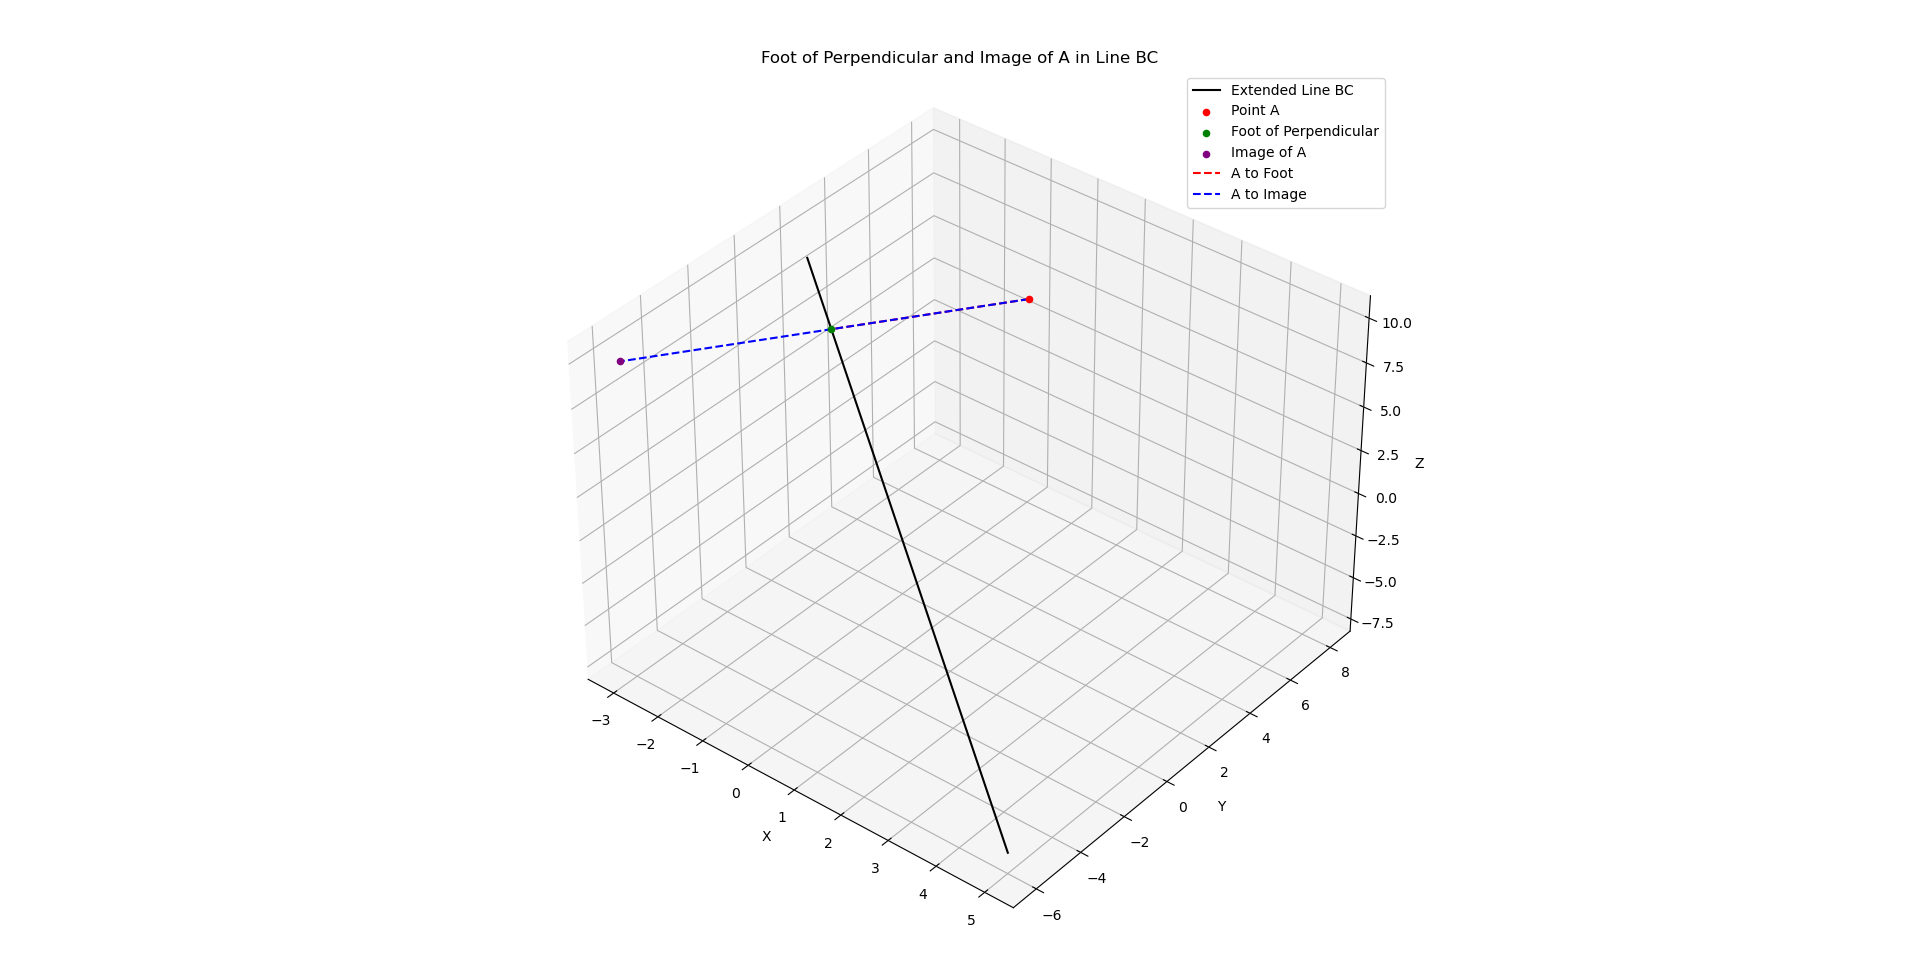 Foot of Perpendicular and Image of A in Line BC
Extended Line BC
Point A
Foot of Perpendicular
Image of A
A to Foot
A to Image
10.0
7.5
5.0
2.5
Z
0.0
−2.5
−5.0
−7.5
8
6
4
2
0
Y
−2
−4
−6
−3
−2
−1
0
1
X
2
3
4
5